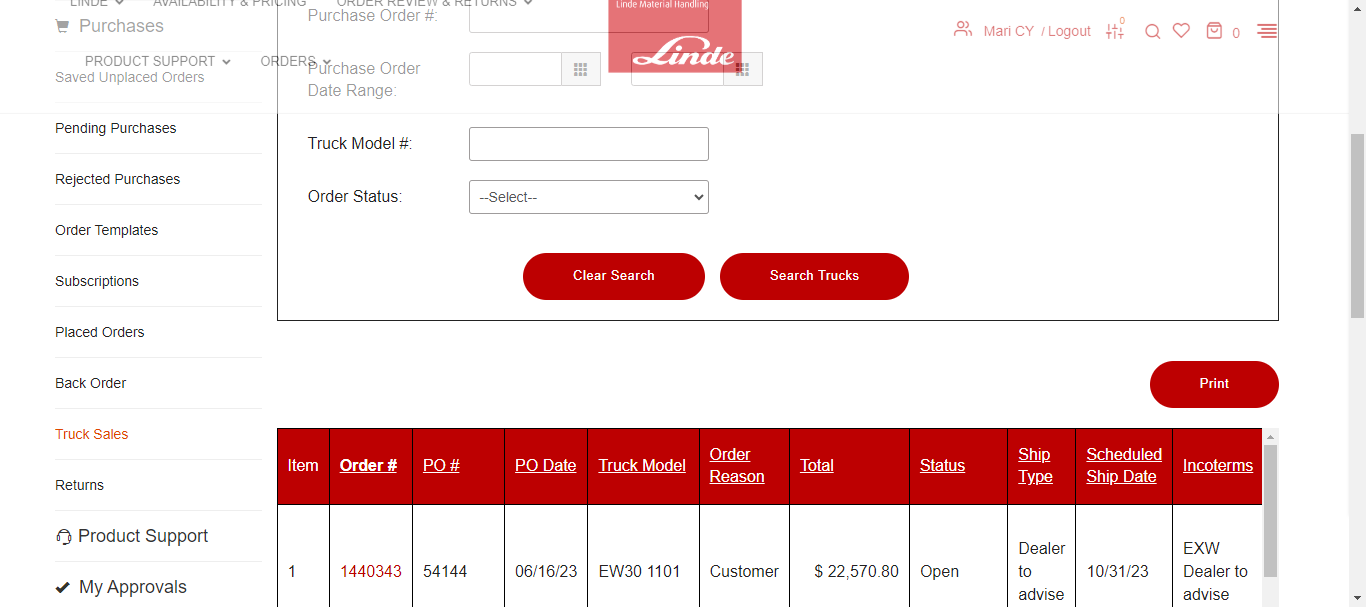 LINDE
AVAILABILITY & PRICING
ORDER REVIEW & RETURNS
Linde Material Handling
Linde
PRODUCT SUPPORT
ORDERS
Mari CY / Logout
0
0
Purchases
Saved Unplaced Orders
Pending Purchases
Rejected Purchases
Order Templates
Subscriptions
Placed Orders
Back Order
Truck Sales
Returns
Product Support
My Approvals
Purchase Order #:
Purchase Order
Date Range:
Truck Model #:
Order Status:
--Select--
Clear Search
Search Trucks
Print
Item Order # PO # PO Date Truck Model Order Reason Total Status Ship Type Scheduled Ship Date Incoterms
1 1440343 54144 06/16/23 EW30 1101 Customer $ 22,570.80 Open Dealer to advise 10/31/23 EXW Dealer to advise